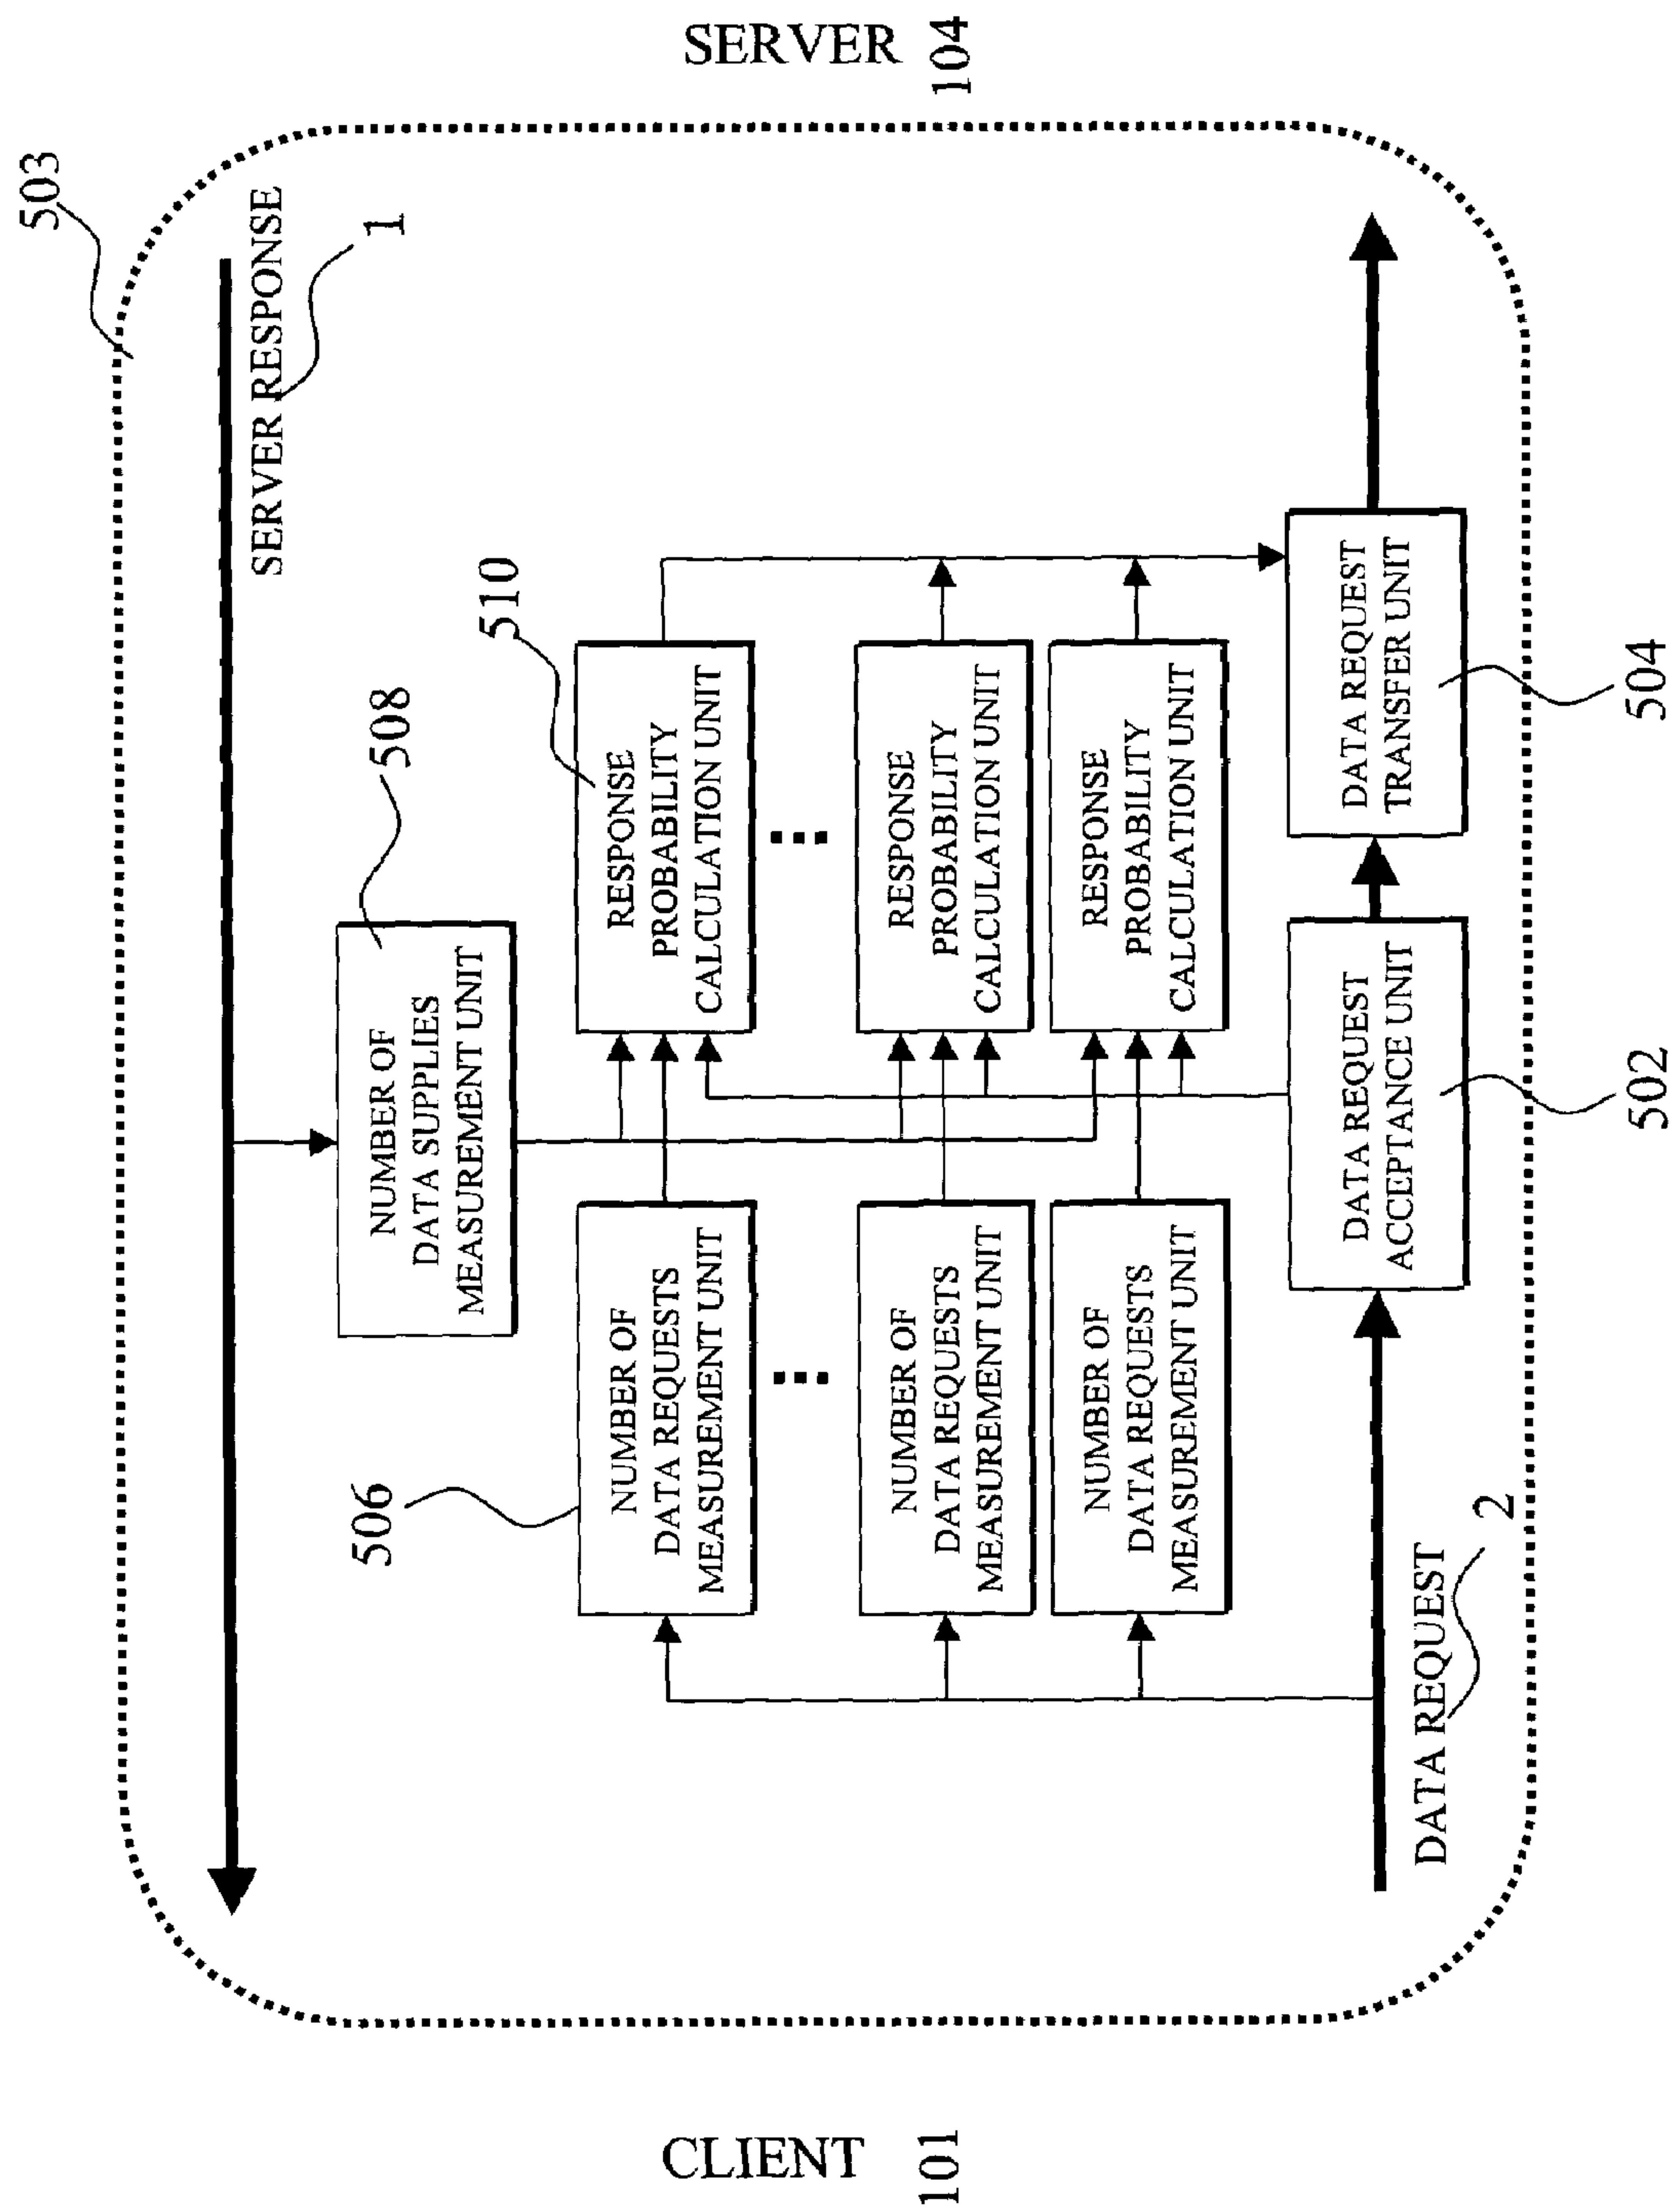 503
SERVER RESPONSE
1
NUMBER OF
DATA SUPPLIES
MEASUREMENT UNIT
508
506
NUMBER OF
DATA REQUESTS
MEASUREMENT UNIT
RESPONSE
PROBABILITY
CALCULATION UNIT
510
NUMBER OF
DATA REQUESTS
MEASUREMENT UNIT
RESPONSE
PROBABILITY
CALCULATION UNIT
NUMBER OF
DATA REQUESTS
MEASUREMENT UNIT
RESPONSE
PROBABILITY
CALCULATION UNIT
CLIENT
101
SERVER
104
DATA REQUEST
2
DATA REQUEST
ACCEPTANCE UNIT
502
DATA REQUEST
TRANSFER UNIT
504